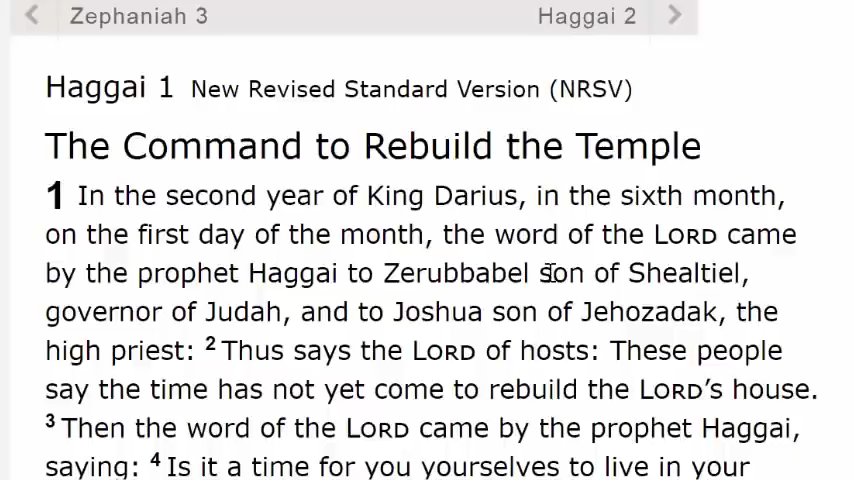 Zephaniah 3 Haggai 2
Haggai 1 New Revised Standard Version (NRSV)
The Command to Rebuild the Temple
1 In the second year of King Darius, in the sixth month,
on the first day of the month, the word of the LORD came
by the prophet Haggai to Zerubbabel son of Shealtiel,
governor of Judah, and to Joshua son of Jehozadak, the
high priest: 2 Thus says the LORD of hosts: These people
say the time has not yet come to rebuild the LORD’s house.
3 Then the word of the LORD came by the prophet Haggai,
saying: 4 Is it a time for you yourselves to live in your